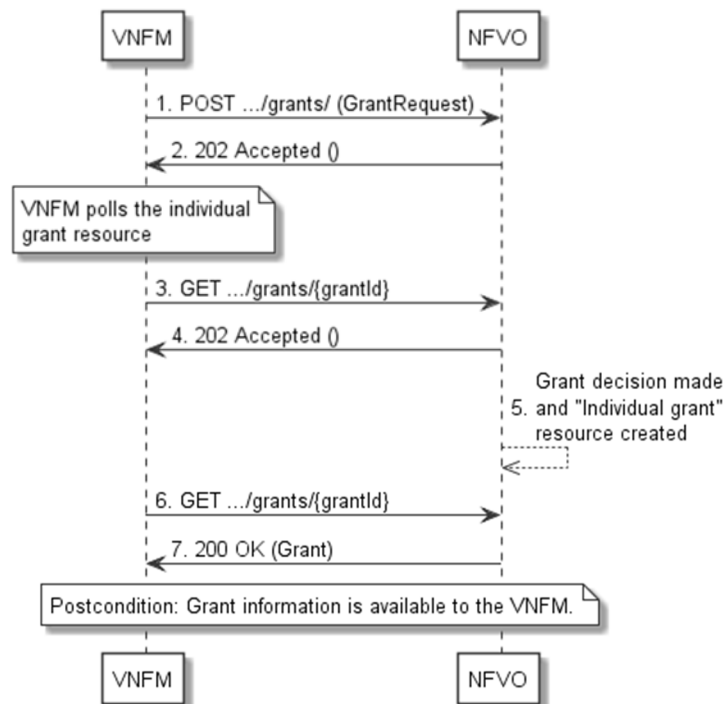 VNFM
NFVO
1. POST .../grants/ (GrantRequest)
2. 202 Accepted ()
VNFM polls the individual
grant resource
3. GET .../grants/{grantId}
4. 202 Accepted ()
Grant decision made
5. and "Individual grant"
resource created
6. GET .../grants/{grantId}
7. 200 OK (Grant)
Postcondition: Grant information is available to the VNFM.
VNFM
NFVO